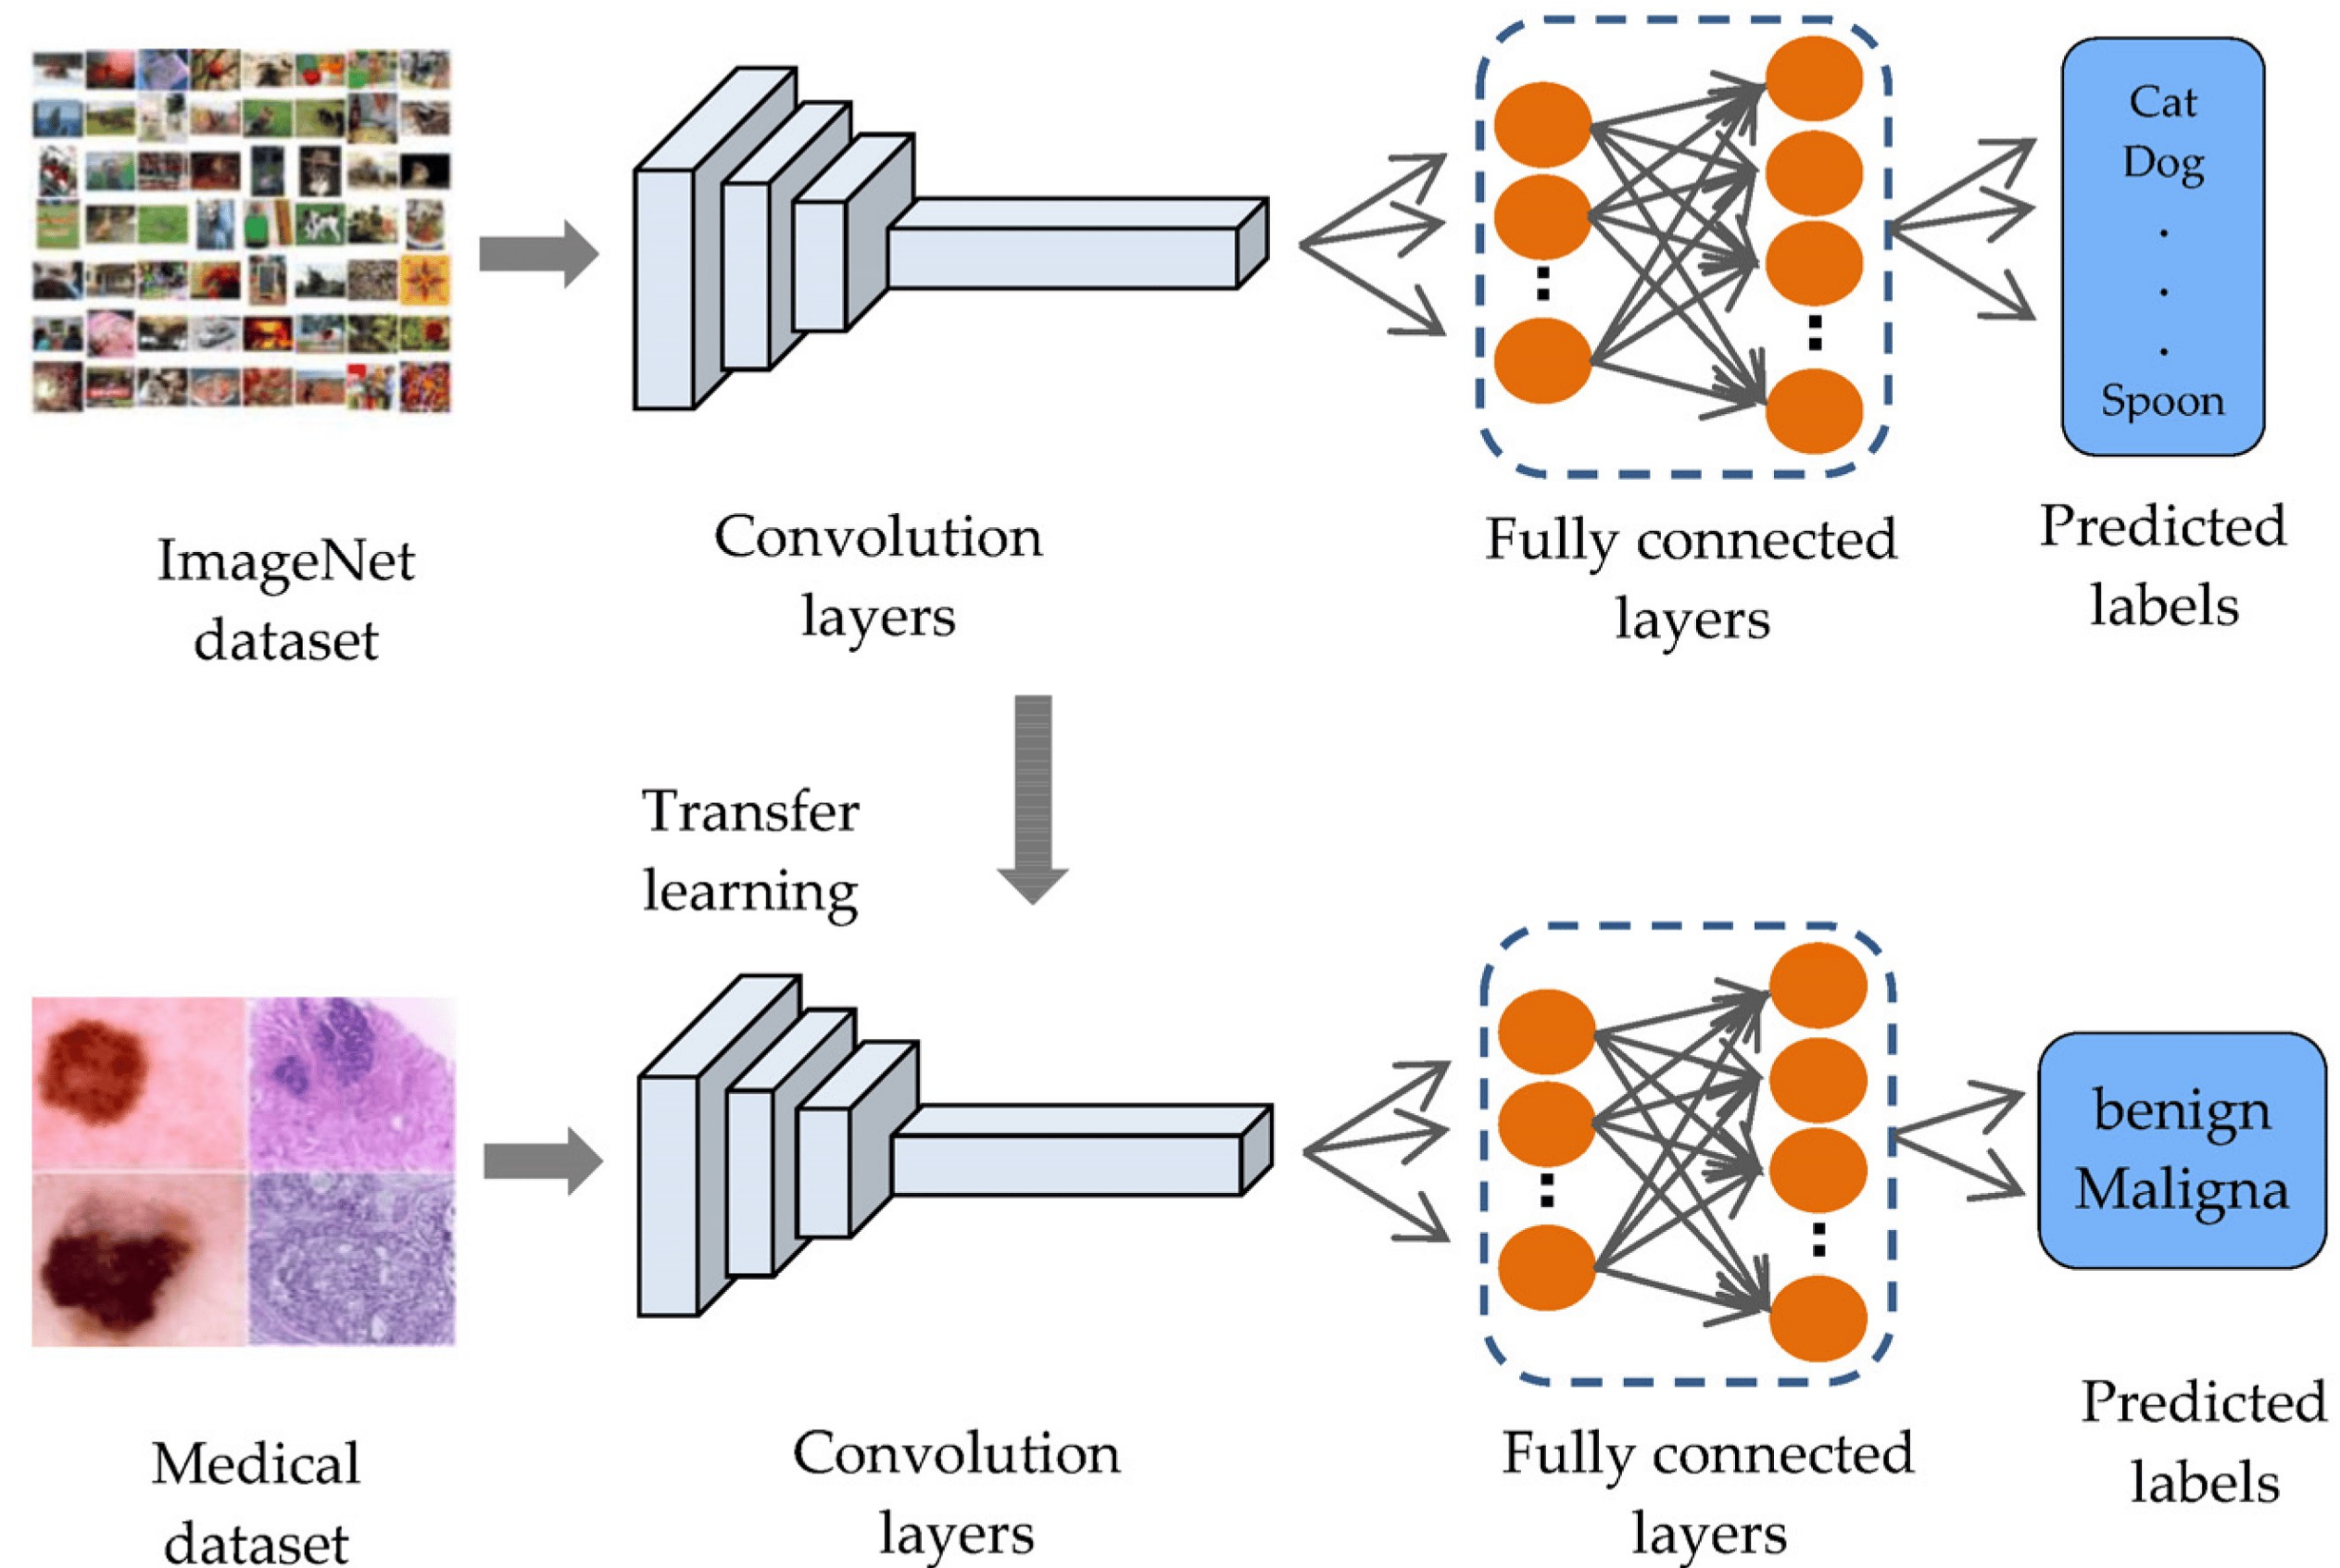 Cat
Dog
.
.
.
Spoon
ImageNet
dataset
Convolution
layers
Fully connected
layers
Predicted
labels
Transfer
learning
benign
Maligna
Medical
dataset
Convolution
layers
Fully connected
layers
Predicted
labels